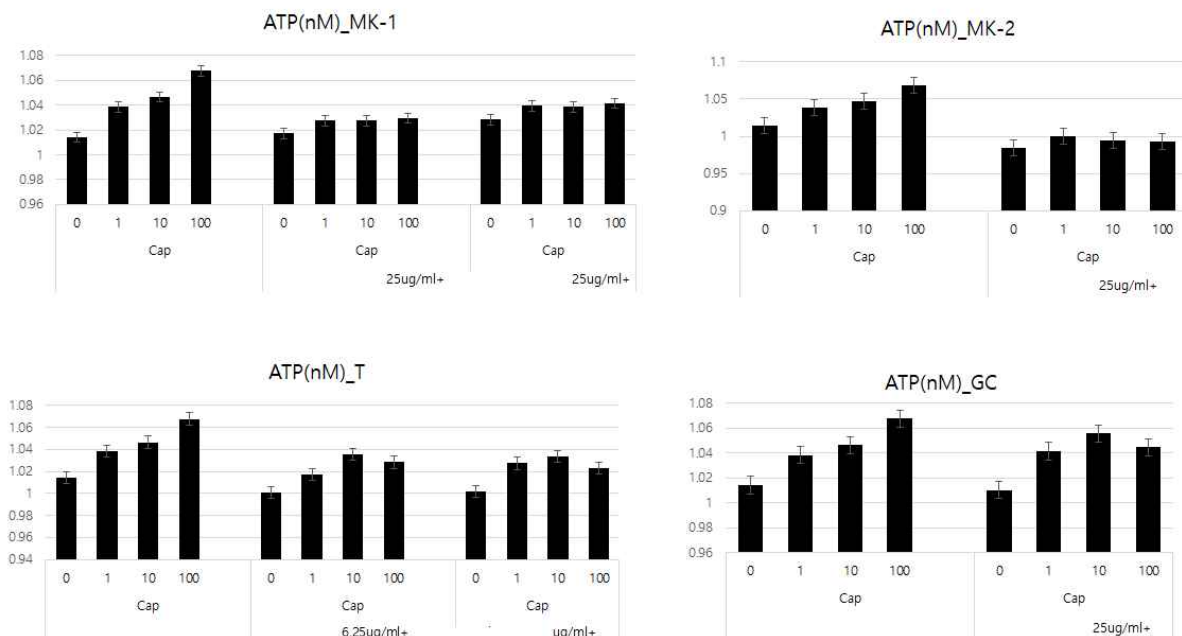 ATP(nM)_MK-1
1.08
1.06
1.04
1.02
1
0.98
0.96
0 1 10 100 0 1 10 100 0 1 10 100
Cap Cap Cap
25ug/ml+ 25ug/ml+
ATP(nM)_MK-2
1.1
1.05
1
0.95
0.9
0 1 10 100 0 1 10 100
Cap Cap
25ug/ml+
ATP(nM)_T
1.08
1.06
1.04
1.02
1
0.98
0.96
0.94
0 1 10 100 0 1 10 100 0 1 10 100
Cap Cap Cap
6.25ug/ml+ ug/ml+
ATP(nM)_GC
1.08
1.06
1.04
1.02
1
0.98
0.96
0 1 10 100 0 1 10 100
Cap Cap
25ug/ml+